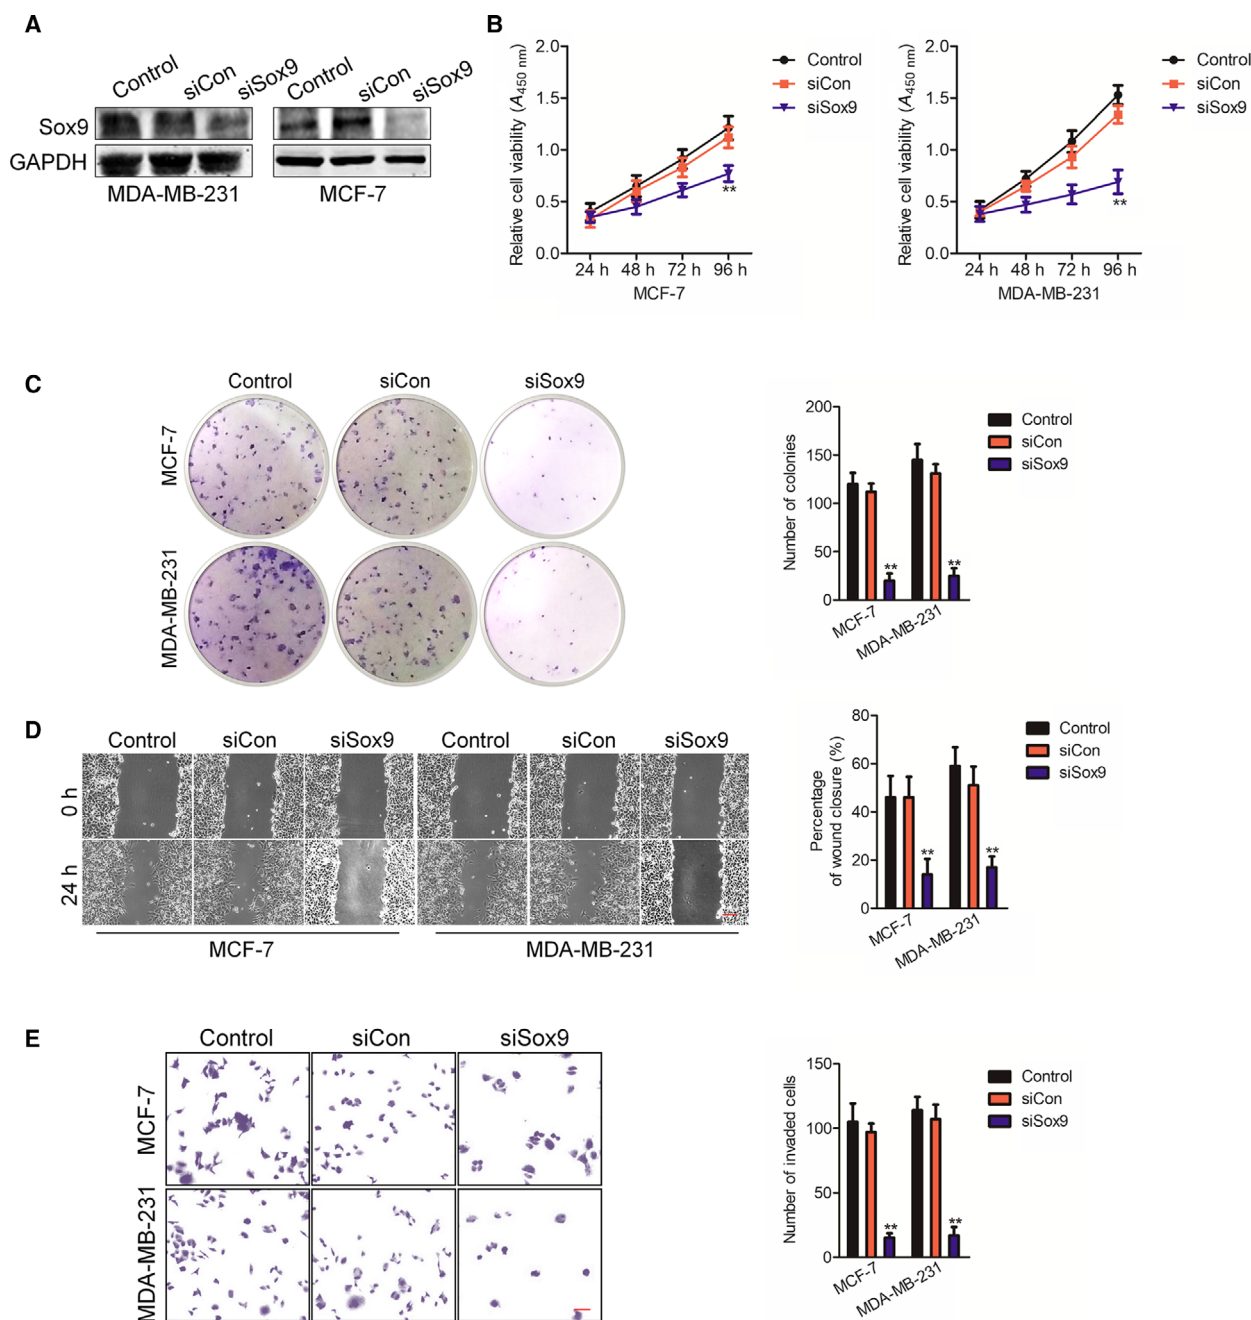 A
Control siCon siSox9 Control siCon siSox9
Sox9
GAPDH
MDA-MB-231 MCF-7
B
Relative cell viability (A450 nm)
2.0
1.5
1.0
0.5
0.0
24 h 48 h 72 h 96 h
MCF-7
**
Control
siCon
siSox9
Relative cell viability (A450 nm)
2.0
1.5
1.0
0.5
0.0
24 h 48 h 72 h 96 h
MDA-MB-231
**
Control
siCon
siSox9
C
Control siCon siSox9
MCF-7
MDA-MB-231
Number of colonies
200
150
100
50
0
** **
MCF-7 MDA-MB-231
Control
siCon
siSox9
D
Control siCon siSox9 Control siCon siSox9
0 h
24 h
MCF-7 MDA-MB-231
Percentage
of wound closure (%)
80
60
40
20
0
** **
MCF-7 MDA-MB-231
Control
siCon
siSox9
E
Control siCon siSox9
MCF-7
MDA-MB-231
Number of invaded cells
150
100
50
0
** **
MCF-7 MDA-MB-231
Control
siCon
siSox9